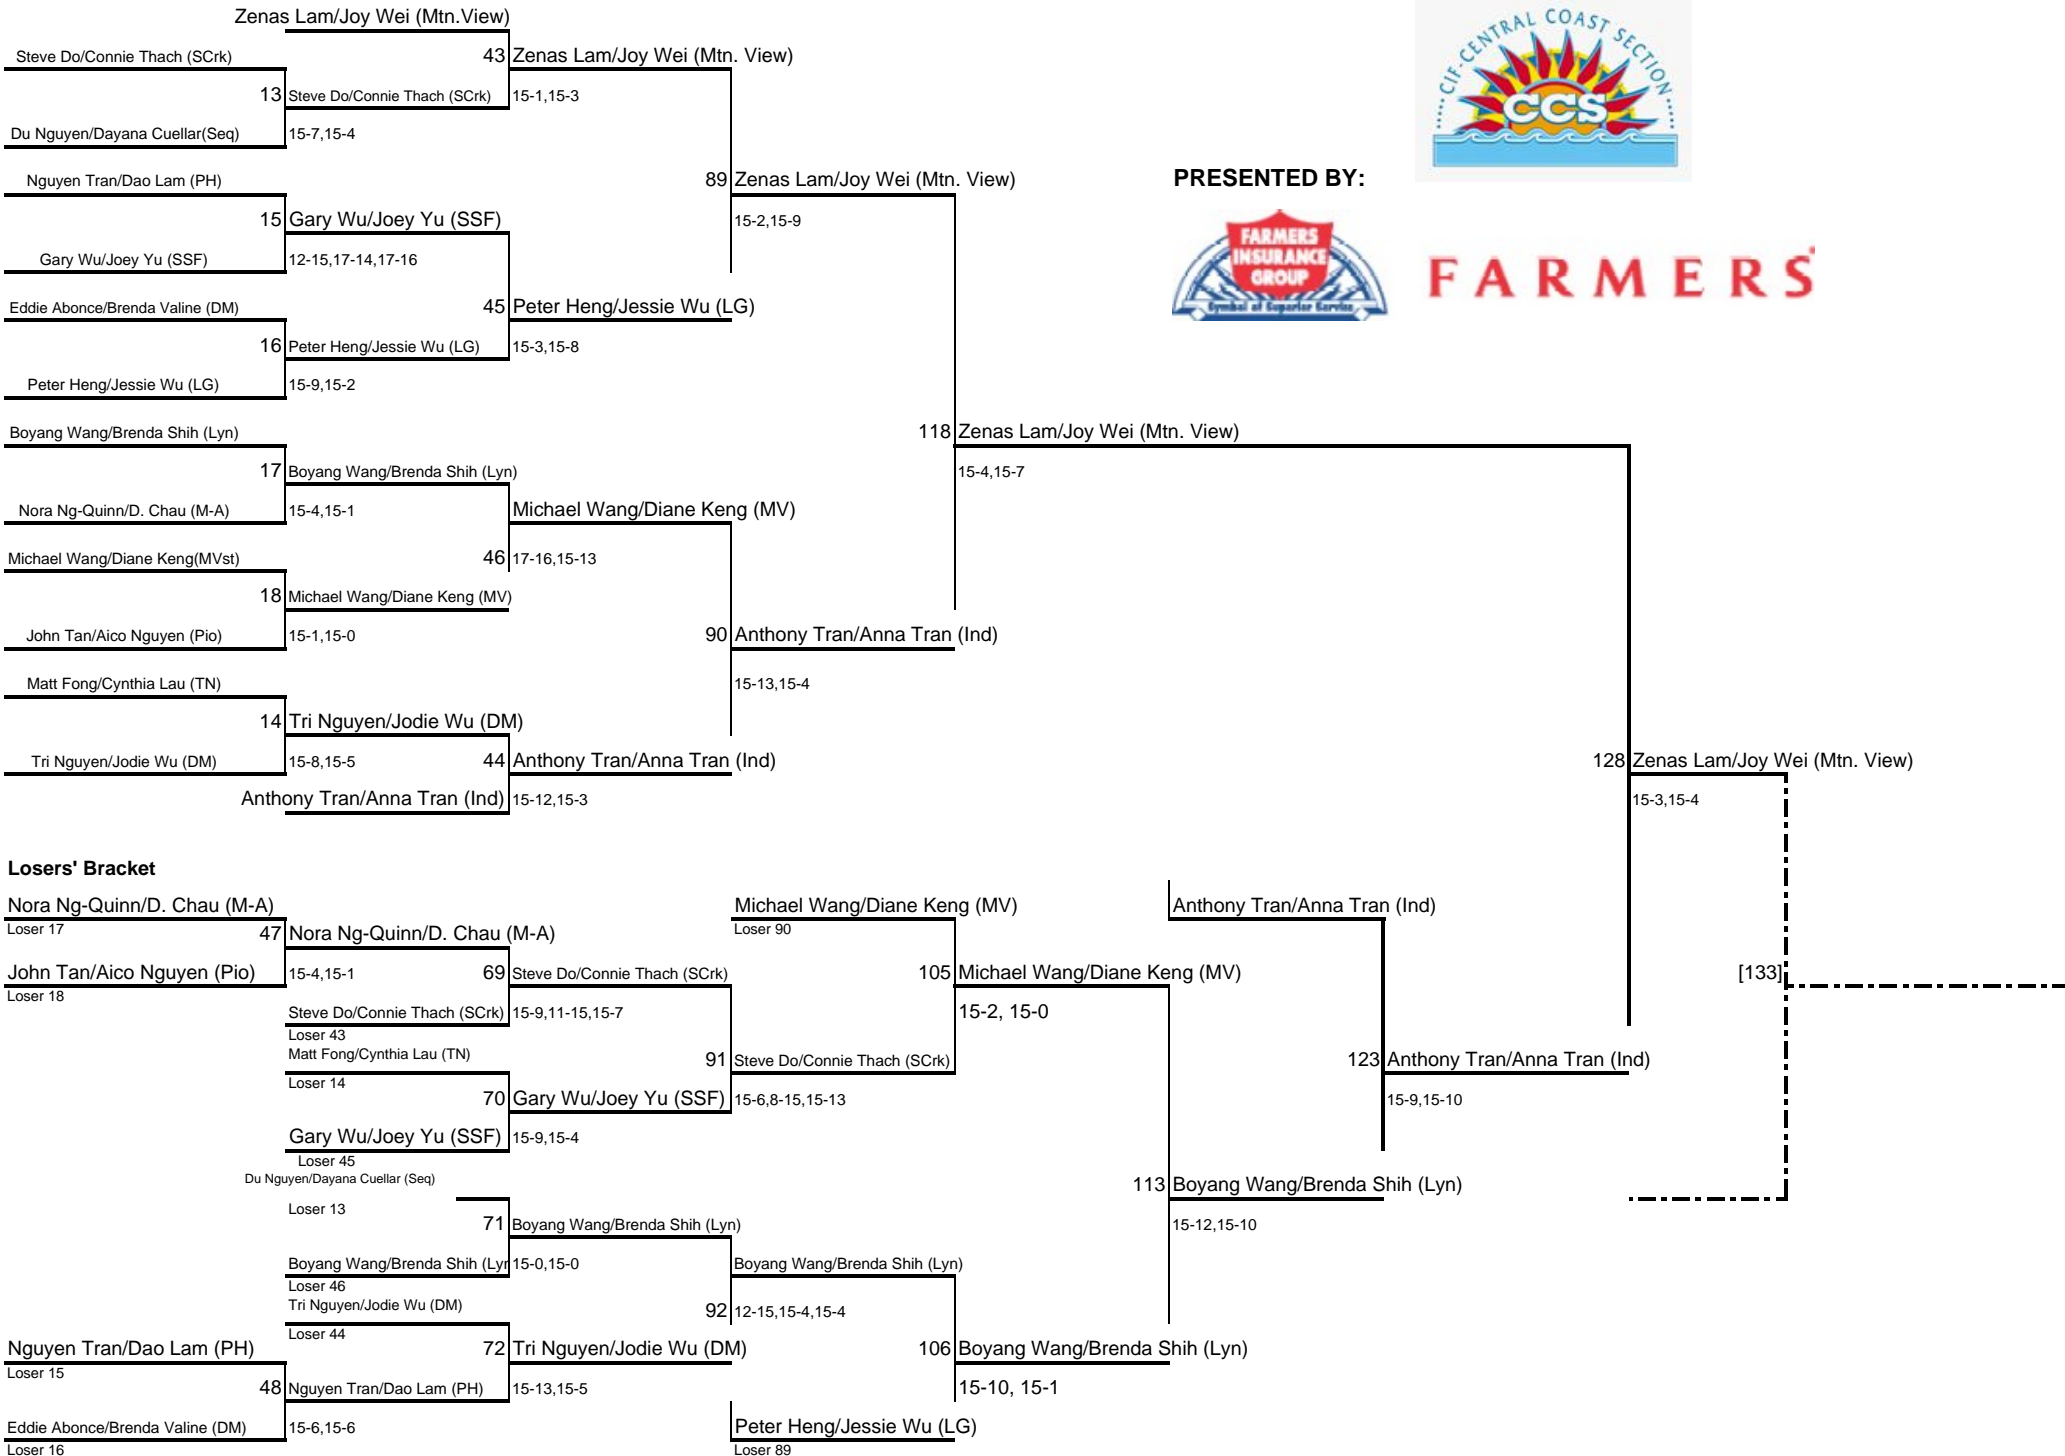 Zenas Lam/Joy Wei (Mtn.View)
Steve Do/Connie Thach (SCrk)
43 Zenas Lam/Joy Wei (Mtn. View)
13 Steve Do/Connie Thach (SCrk) 15-1,15-3
Du Nguyen/Dayana Cuellar(Seq) 15-7,15-4
CIF-CENTRAL COAST SECTION
CCS
Nguyen Tran/Dao Lam (PH)
89 Zenas Lam/Joy Wei (Mtn. View)
PRESENTED BY:
15 Gary Wu/Joey Yu (SSF) 15-2,15-9
Gary Wu/Joey Yu (SSF) 12-15,17-14,17-16
FARMERS
INSURANCE
GROUP
Symbol of Superior Service
FARMERS
Eddie Abonce/Brenda Valine (DM) 45 Peter Heng/Jessie Wu (LG)
16 Peter Heng/Jessie Wu (LG) 15-3,15-8
Peter Heng/Jessie Wu (LG) 15-9,15-2
Boyang Wang/Brenda Shih (Lyn) 118 Zenas Lam/Joy Wei (Mtn. View)
17 Boyang Wang/Brenda Shih (Lyn) 15-4,15-7
Nora Ng-Quinn/D. Chau (M-A) 15-4,15-1 Michael Wang/Diane Keng (MV)
Michael Wang/Diane Keng(MVst) 46 17-16,15-13
18 Michael Wang/Diane Keng (MV)
John Tan/Aico Nguyen (Pio) 15-1,15-0 90 Anthony Tran/Anna Tran (Ind)
Matt Fong/Cynthia Lau (TN) 15-13,15-4
14 Tri Nguyen/Jodie Wu (DM)
Tri Nguyen/Jodie Wu (DM) 15-8,15-5 44 Anthony Tran/Anna Tran (Ind) 128 Zenas Lam/Joy Wei (Mtn. View)
Anthony Tran/Anna Tran (Ind) 15-12,15-3 15-3,15-4
Losers' Bracket
Nora Ng-Quinn/D. Chau (M-A) Michael Wang/Diane Keng (MV) Anthony Tran/Anna Tran (Ind)
Loser 17 47 Nora Ng-Quinn/D. Chau (M-A) Loser 90
John Tan/Aico Nguyen (Pio) 15-4,15-1 69 Steve Do/Connie Thach (SCrk) 105 Michael Wang/Diane Keng (MV) [133]
Loser 18
Steve Do/Connie Thach (SCrk) 15-9,11-15,15-7 15-2, 15-0
Loser 43
Matt Fong/Cynthia Lau (TN) 91 Steve Do/Connie Thach (SCrk) 123 Anthony Tran/Anna Tran (Ind)
Loser 14
70 Gary Wu/Joey Yu (SSF) 15-6,8-15,15-13 15-9,15-10
Gary Wu/Joey Yu (SSF) 15-9,15-4
Loser 45
Du Nguyen/Dayana Cuellar (Seq) 113 Boyang Wang/Brenda Shih (Lyn)
Loser 13
71 Boyang Wang/Brenda Shih (Lyn) 15-12,15-10
Boyang Wang/Brenda Shih (Lyn 15-0,15-0 Boyang Wang/Brenda Shih (Lyn)
Loser 46
Tri Nguyen/Jodie Wu (DM) 92 12-15,15-4,15-4
Loser 44
Nguyen Tran/Dao Lam (PH) 72 Tri Nguyen/Jodie Wu (DM) 106 Boyang Wang/Brenda Shih (Lyn)
Loser 15
48 Nguyen Tran/Dao Lam (PH) 15-13,15-5 15-10, 15-1
Eddie Abonce/Brenda Valine (DM) 15-6,15-6 Peter Heng/Jessie Wu (LG)
Loser 16 Loser 89